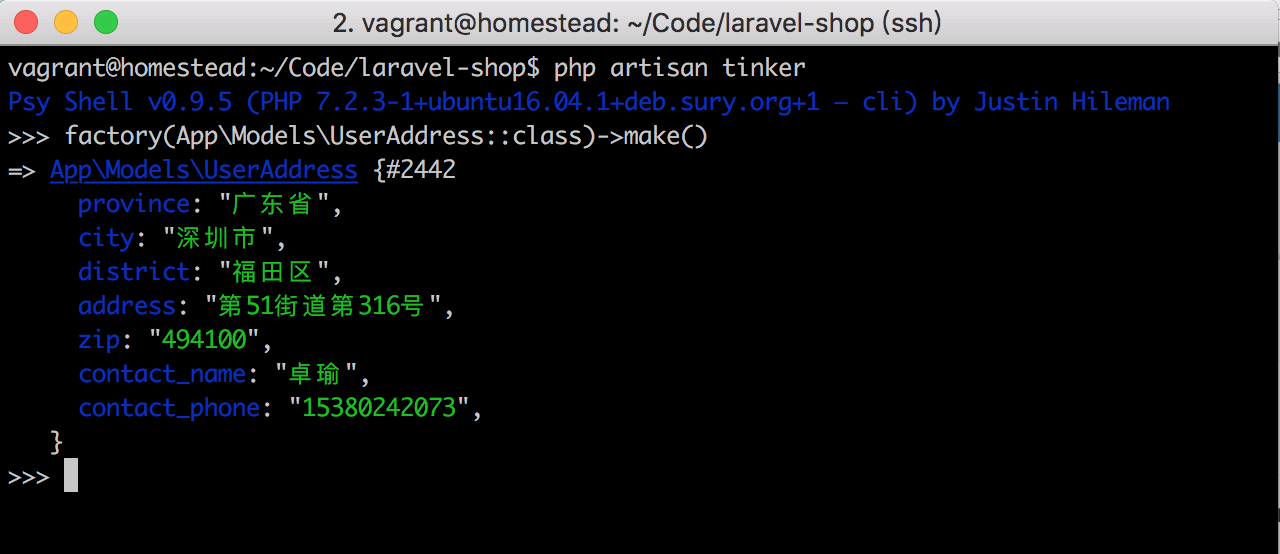 2. vagrant@homestead: ~/Code/laravel-shop (ssh)
vagrant@homestead:~/Code/laravel-shop$ php artisan tinker
Psy Shell v0.9.5 (PHP 7.2.3-1+ubuntu16.04.1+deb.sury.org+1 — cli) by Justin Hileman
>>> factory(App\Models\UserAddress::class)->make()
=> App\Models\UserAddress {#2442
province: "广东省",
city: "深圳市",
district: "福田区",
address: "第51街道第316号",
zip: "494100",
contact_name: "卓瑜",
contact_phone: "15380242073",
}
>>>